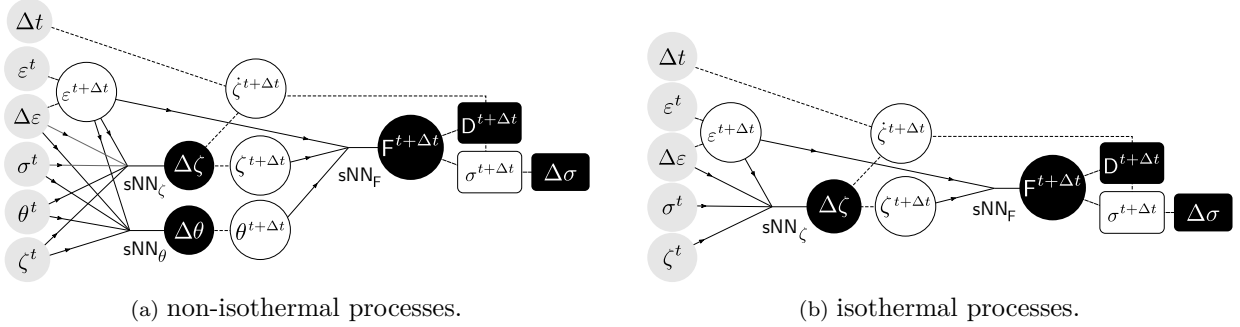 Δt
ε^t
Δε
σ^t
θ^t
ζ^t
ε^{t+Δt}
Δζ
Δθ
sNN_ζ
sNN_θ
ζ̇^{t+Δt}
ζ^{t+Δt}
θ^{t+Δt}
sNN_F
F^{t+Δt}
D^{t+Δt}
σ^{t+Δt}
Δσ
(a) non-isothermal processes.
Δt
ε^t
Δε
σ^t
ζ^t
ε^{t+Δt}
sNN_ζ
Δζ
ζ̇^{t+Δt}
ζ^{t+Δt}
sNN_F
F^{t+Δt}
D^{t+Δt}
σ^{t+Δt}
Δσ
(b) isothermal processes.